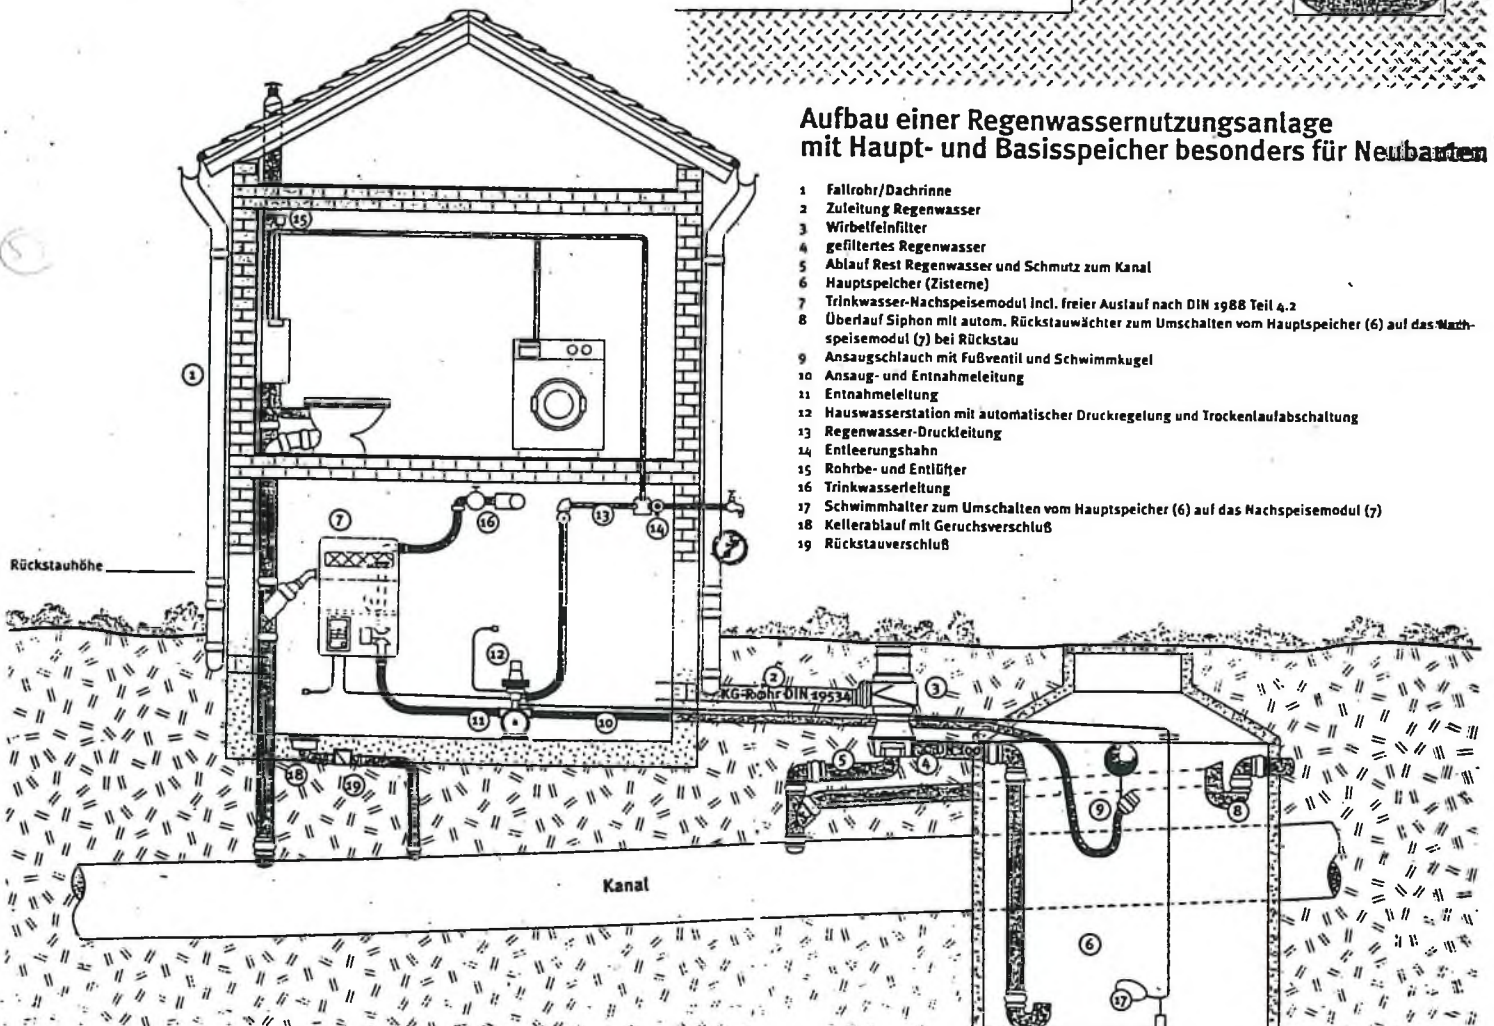 Aufbau einer Regenwassernutzungsanlage
mit Haupt- und Basisspeicher besonders für Neubauten
1 Fallrohr/Dachrinne
2 Zuleitung Regenwasser
3 Wirbelfeinfilter
4 gefiltertes Regenwasser
5 Ablauf Rest Regenwasser und Schmutz zum Kanal
6 Hauptspeicher (Zisterne)
7 Trinkwasser-Nachspeisemodul incl. freier Auslauf nach DIN 1988 Teil 4.2
8 Überlauf Siphon mit autom. Rückstauwächter zum Umschalten vom Hauptspeicher (6) auf das Nach-
speisemodul (7) bei Rückstau
9 Ansaugschlauch mit Fußventil und Schwimmkugel
10 Ansaug- und Entnahmeleitung
11 Entnahmeleitung
12 Hauswasserstation mit automatischer Druckregelung und Trockenlaufabschaltung
13 Regenwasser-Druckleitung
14 Entleerungshahn
15 Rohrbe- und Entlüfter
16 Trinkwasserleitung
17 Schwimmhalter zum Umschalten vom Hauptspeicher (6) auf das Nachspeisemodul (7)
18 Kellerablauf mit Geruchsverschluß
19 Rückstauverschluß
5
15
1
7
16
13
14
Rückstauhöhe
12
2
KG-Rohr DIN 19534
3
11
10
DN 100
5
4
18
19
9
8
Kanal
6
17